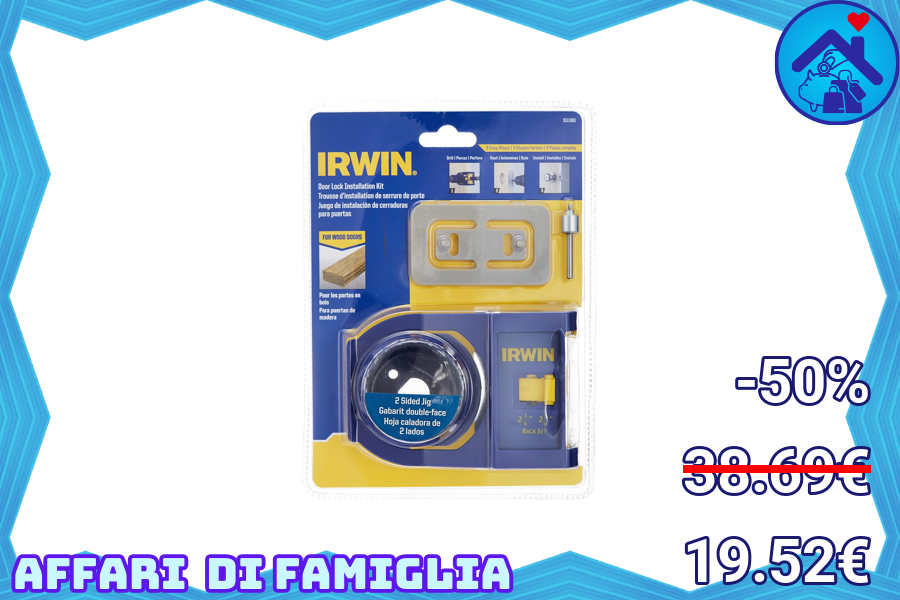 IRWIN®
Door Lock Installation Kit
Trousse d'installation de serrure de porte
Juego de instalación de cerraduras
para puertas
FOR WOOD DOORS
Pour les portes en
bois
Para puertas de
madera
2 Sided Jig
Gabarit double-face
Hoja caladora de
2 lados
IRWIN
BACK SET
-50%
38.69€
19.52€
AFFARI DI FAMIGLIA